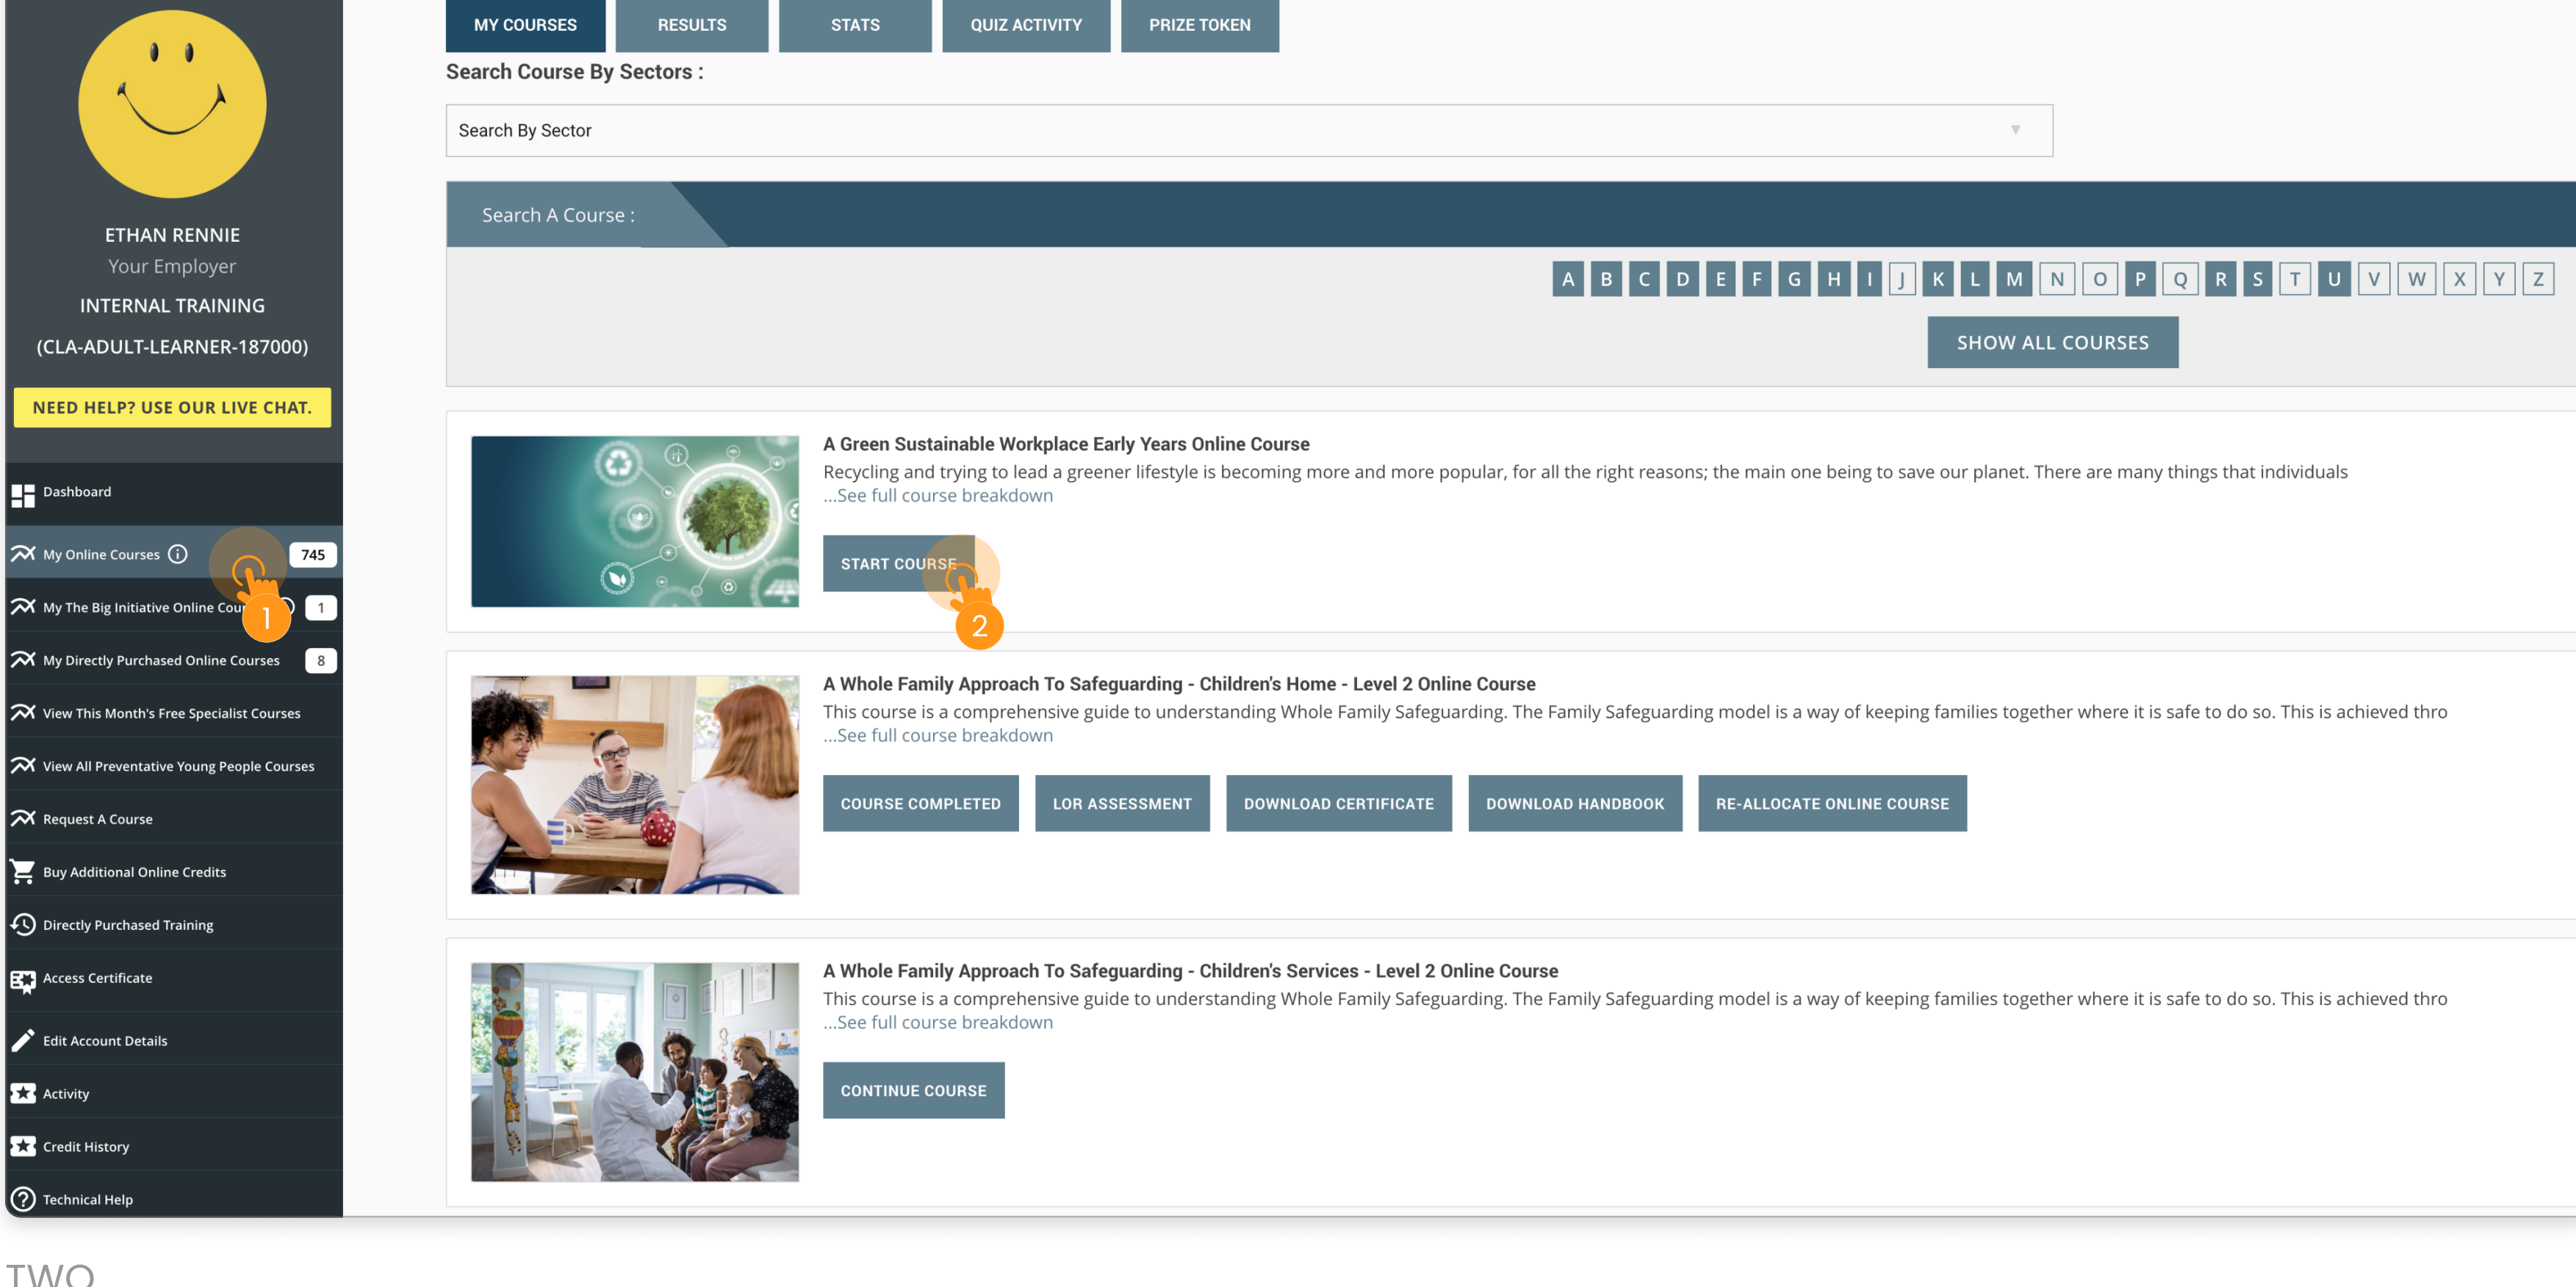 MY COURSES
RESULTS
STATS
QUIZ ACTIVITY
PRIZE TOKEN
Search Course By Sectors :
Search By Sector
Search A Course :
A B C D E F G H I J K L M N O P Q R S T U V W X Y Z
SHOW ALL COURSES
ETHAN RENNIE
Your Employer
INTERNAL TRAINING
(CLA-ADULT-LEARNER-187000)
NEED HELP? USE OUR LIVE CHAT.
Dashboard
My Online Courses 745
My The Big Initiative Online 1
My Directly Purchased Online Courses 8
View This Month's Free Specialist Courses
View All Preventative Young People Courses
Request A Course
Buy Additional Online Credits
Directly Purchased Training
Access Certificate
Edit Account Details
Activity
Credit History
Technical Help
1
A Green Sustainable Workplace Early Years Online Course
Recycling and trying to lead a greener lifestyle is becoming more and more popular, for all the right reasons; the main one being to save our planet. There are many things that individuals
...See full course breakdown
START COURSE
2
A Whole Family Approach To Safeguarding - Children's Home - Level 2 Online Course
This course is a comprehensive guide to understanding Whole Family Safeguarding. The Family Safeguarding model is a way of keeping families together where it is safe to do so. This is achieved thro
...See full course breakdown
COURSE COMPLETED
LOR ASSESSMENT
DOWNLOAD CERTIFICATE
DOWNLOAD HANDBOOK
RE-ALLOCATE ONLINE COURSE
A Whole Family Approach To Safeguarding - Children's Services - Level 2 Online Course
This course is a comprehensive guide to understanding Whole Family Safeguarding. The Family Safeguarding model is a way of keeping families together where it is safe to do so. This is achieved thro
...See full course breakdown
CONTINUE COURSE
TWO